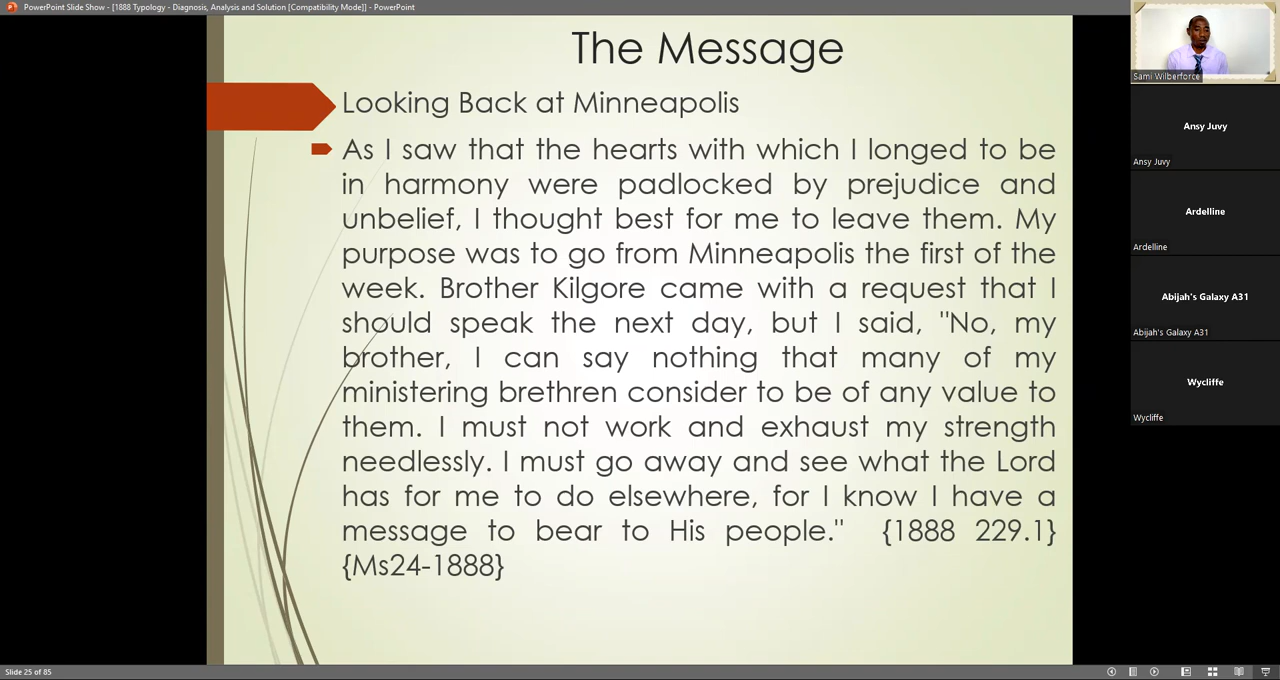 PowerPoint Slide Show - [1888 Typology - Diagnosis, Analysis and Solution [Compatibility Mode]] - PowerPoint
The Message
Looking Back at Minneapolis
As I saw that the hearts with which I longed to be
in harmony were padlocked by prejudice and
unbelief, I thought best for me to leave them. My
purpose was to go from Minneapolis the first of the
week. Brother Kilgore came with a request that I
should speak the next day, but I said, "No, my
brother, I can say nothing that many of my
ministering brethren consider to be of any value to
them. I must not work and exhaust my strength
needlessly. I must go away and see what the Lord
has for me to do elsewhere, for I know I have a
message to bear to His people." {1888 229.1}
{Ms24-1888}
Slide 25 of 85
Sami Wilberforce
Ansy Juvy
Ansy Juvy
Ardelline
Ardelline
Abijah's Galaxy A31
Abijah's Galaxy A31
Wycliffe
Wycliffe